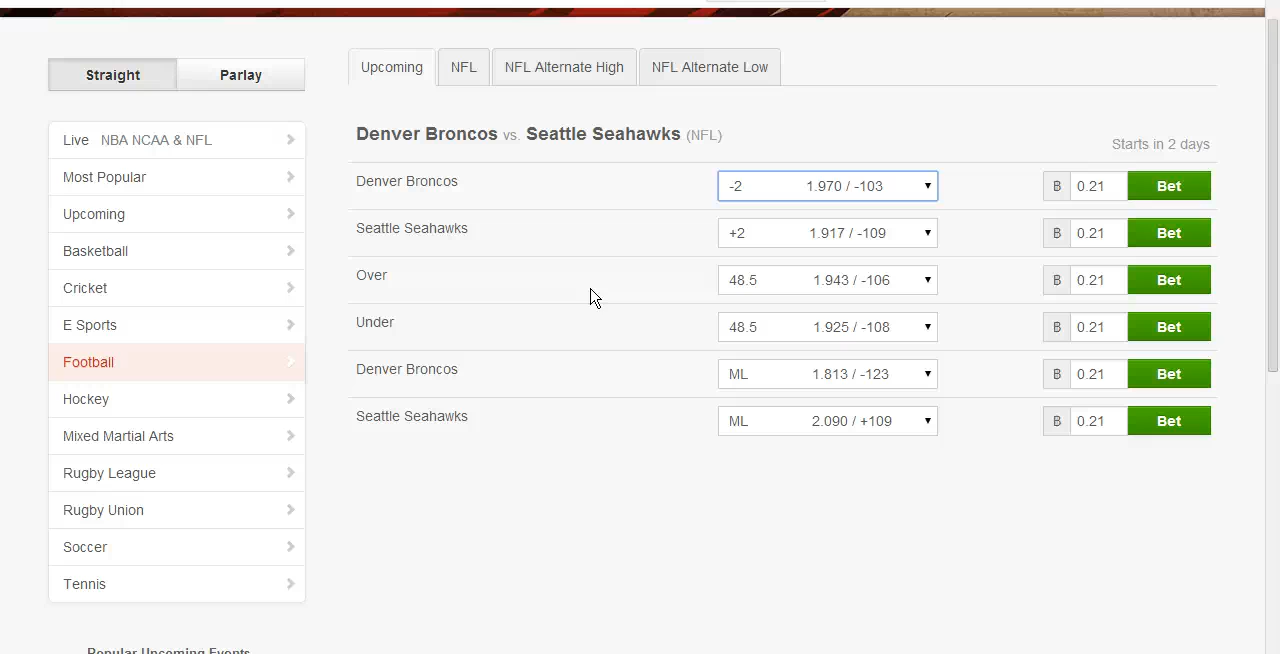 Straight Parlay
Upcoming NFL NFL Alternate High NFL Alternate Low
Live NBA NCAA & NFL
Most Popular
Upcoming
Basketball
Cricket
E Sports
Football
Hockey
Mixed Martial Arts
Rugby League
Rugby Union
Soccer
Tennis
Popular Upcoming Events
Denver Broncos vs. Seattle Seahawks (NFL)
Starts in 2 days
Denver Broncos -2 1.970 / -103 ฿ 0.21 Bet
Seattle Seahawks +2 1.917 / -109 ฿ 0.21 Bet
Over 48.5 1.943 / -106 ฿ 0.21 Bet
Under 48.5 1.925 / -108 ฿ 0.21 Bet
Denver Broncos ML 1.813 / -123 ฿ 0.21 Bet
Seattle Seahawks ML 2.090 / +109 ฿ 0.21 Bet